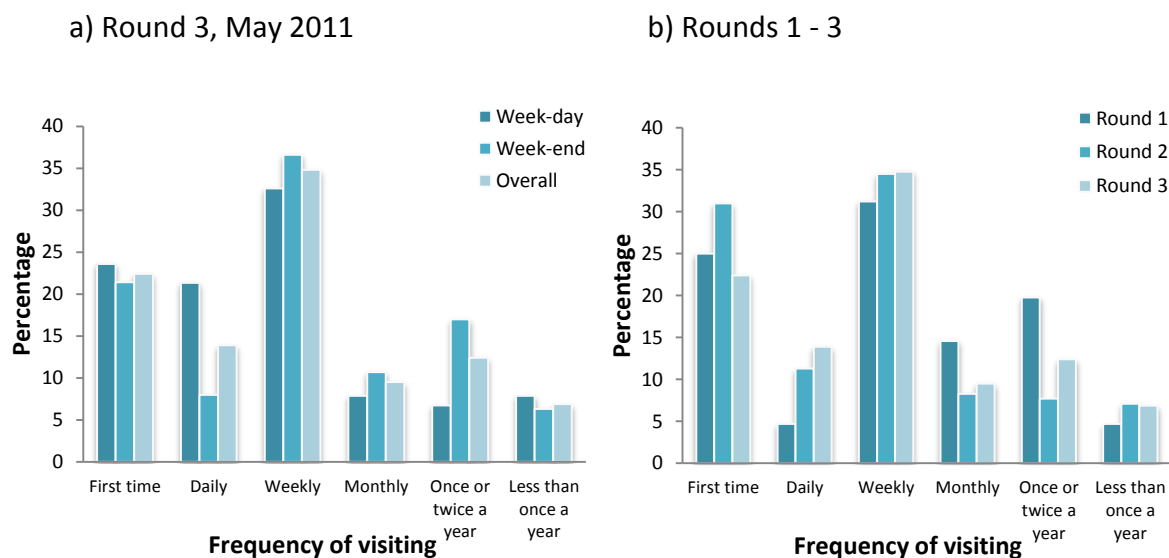 a) Round 3, May 2011
Week-day
Week-end
Overall
Percentage
40
35
30
25
20
15
10
5
0
First time
Daily
Weekly
Monthly
Once or
twice a
year
Less than
once a
year
Frequency of visiting
b) Rounds 1 - 3
Round 1
Round 2
Round 3
Percentage
40
35
30
25
20
15
10
5
0
First time
Daily
Weekly
Monthly
Once or
twice a
year
Less than
once a year
Frequency of visiting